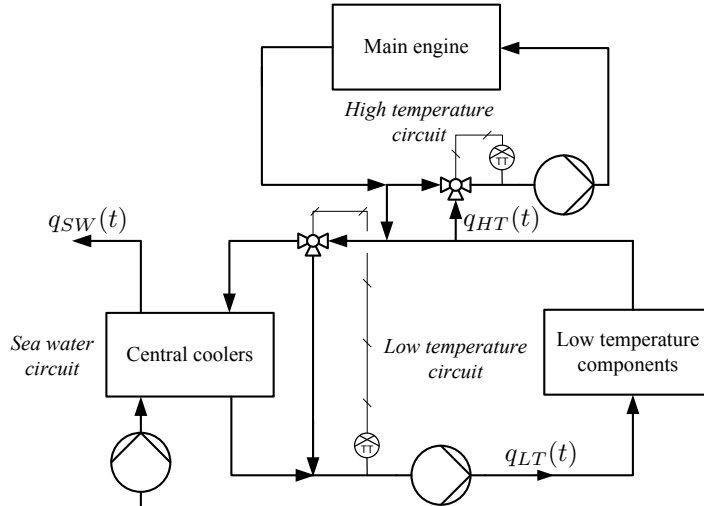 Main engine
High temperature
circuit
TT
q_{SW}(t)
q_{HT}(t)
Sea water
circuit
Central coolers
Low temperature
circuit
Low temperature
components
TT
q_{LT}(t)